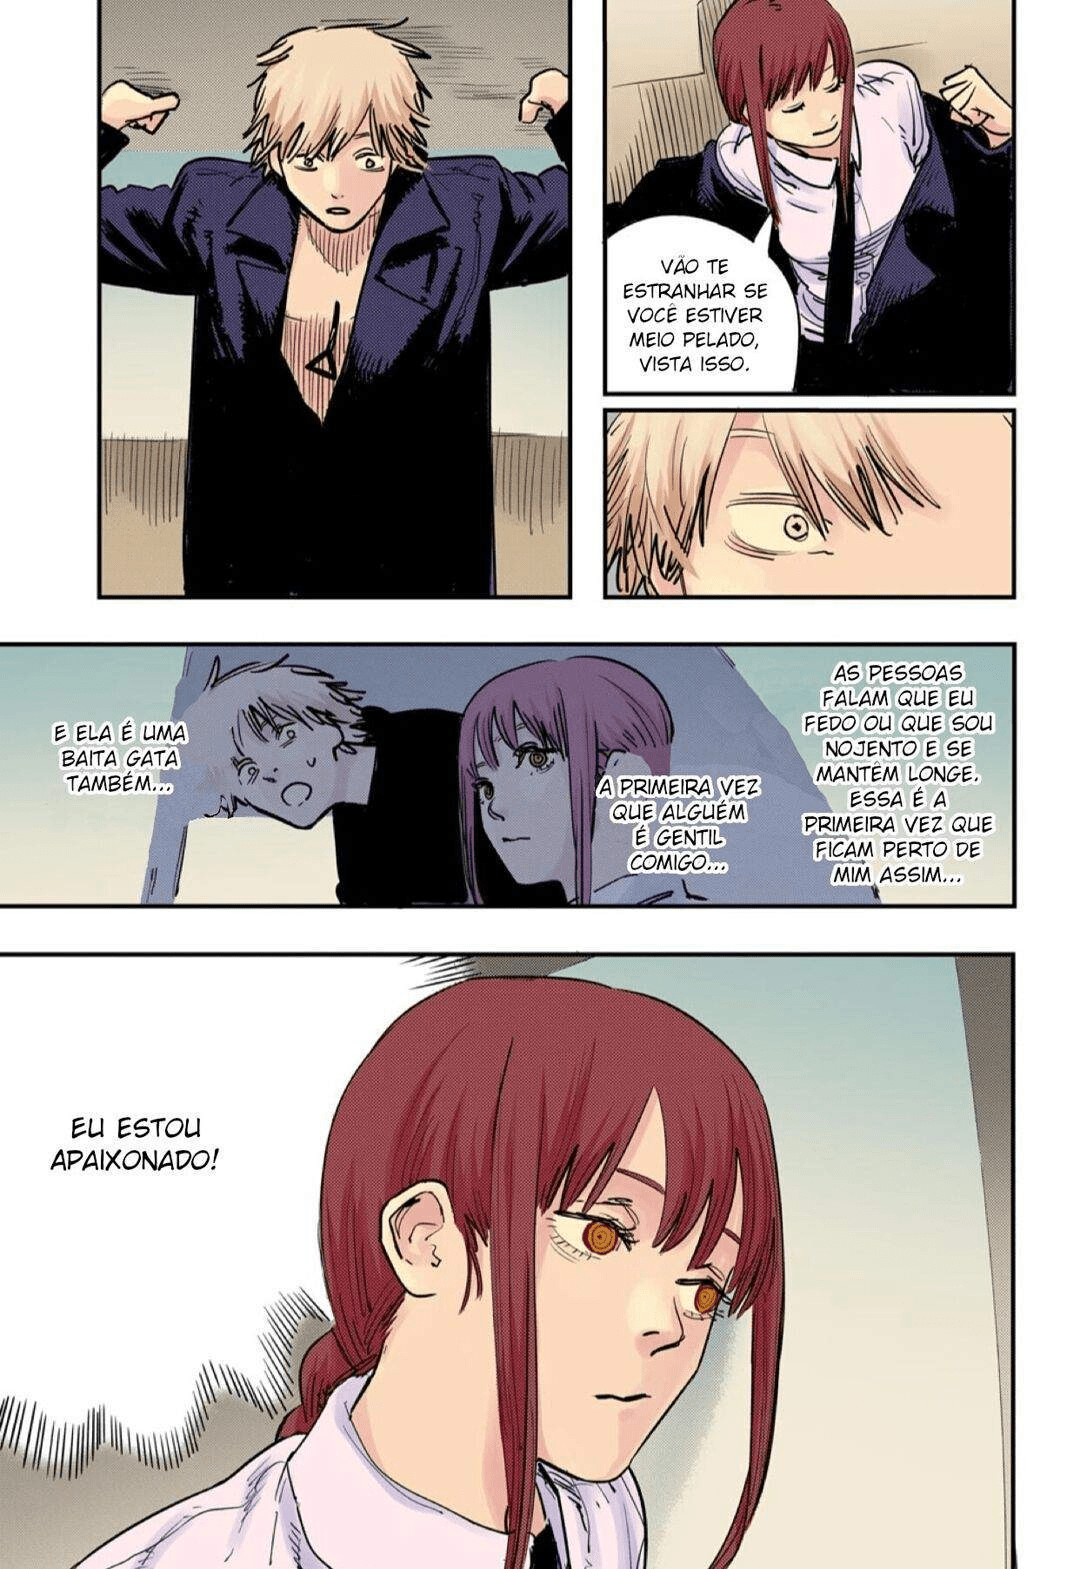 VÃO TE
ESTRANHAR SE
VOCÊ ESTIVER
MEIO PELADO,
VISTA ISSO.
AS PESSOAS
FALAM QUE EU
FEDO OU QUE SOU
NOJENTO E SE
MANTÊM LONGE.
ESSA É A
PRIMEIRA VEZ QUE
FICAM PERTO DE
MIM ASSIM...
A PRIMEIRA VEZ
QUE ALGUÉM
É GENTIL
COMIGO...
E ELA É UMA
BAITA GATA
TAMBÉM...
EU ESTOU
APAIXONADO!